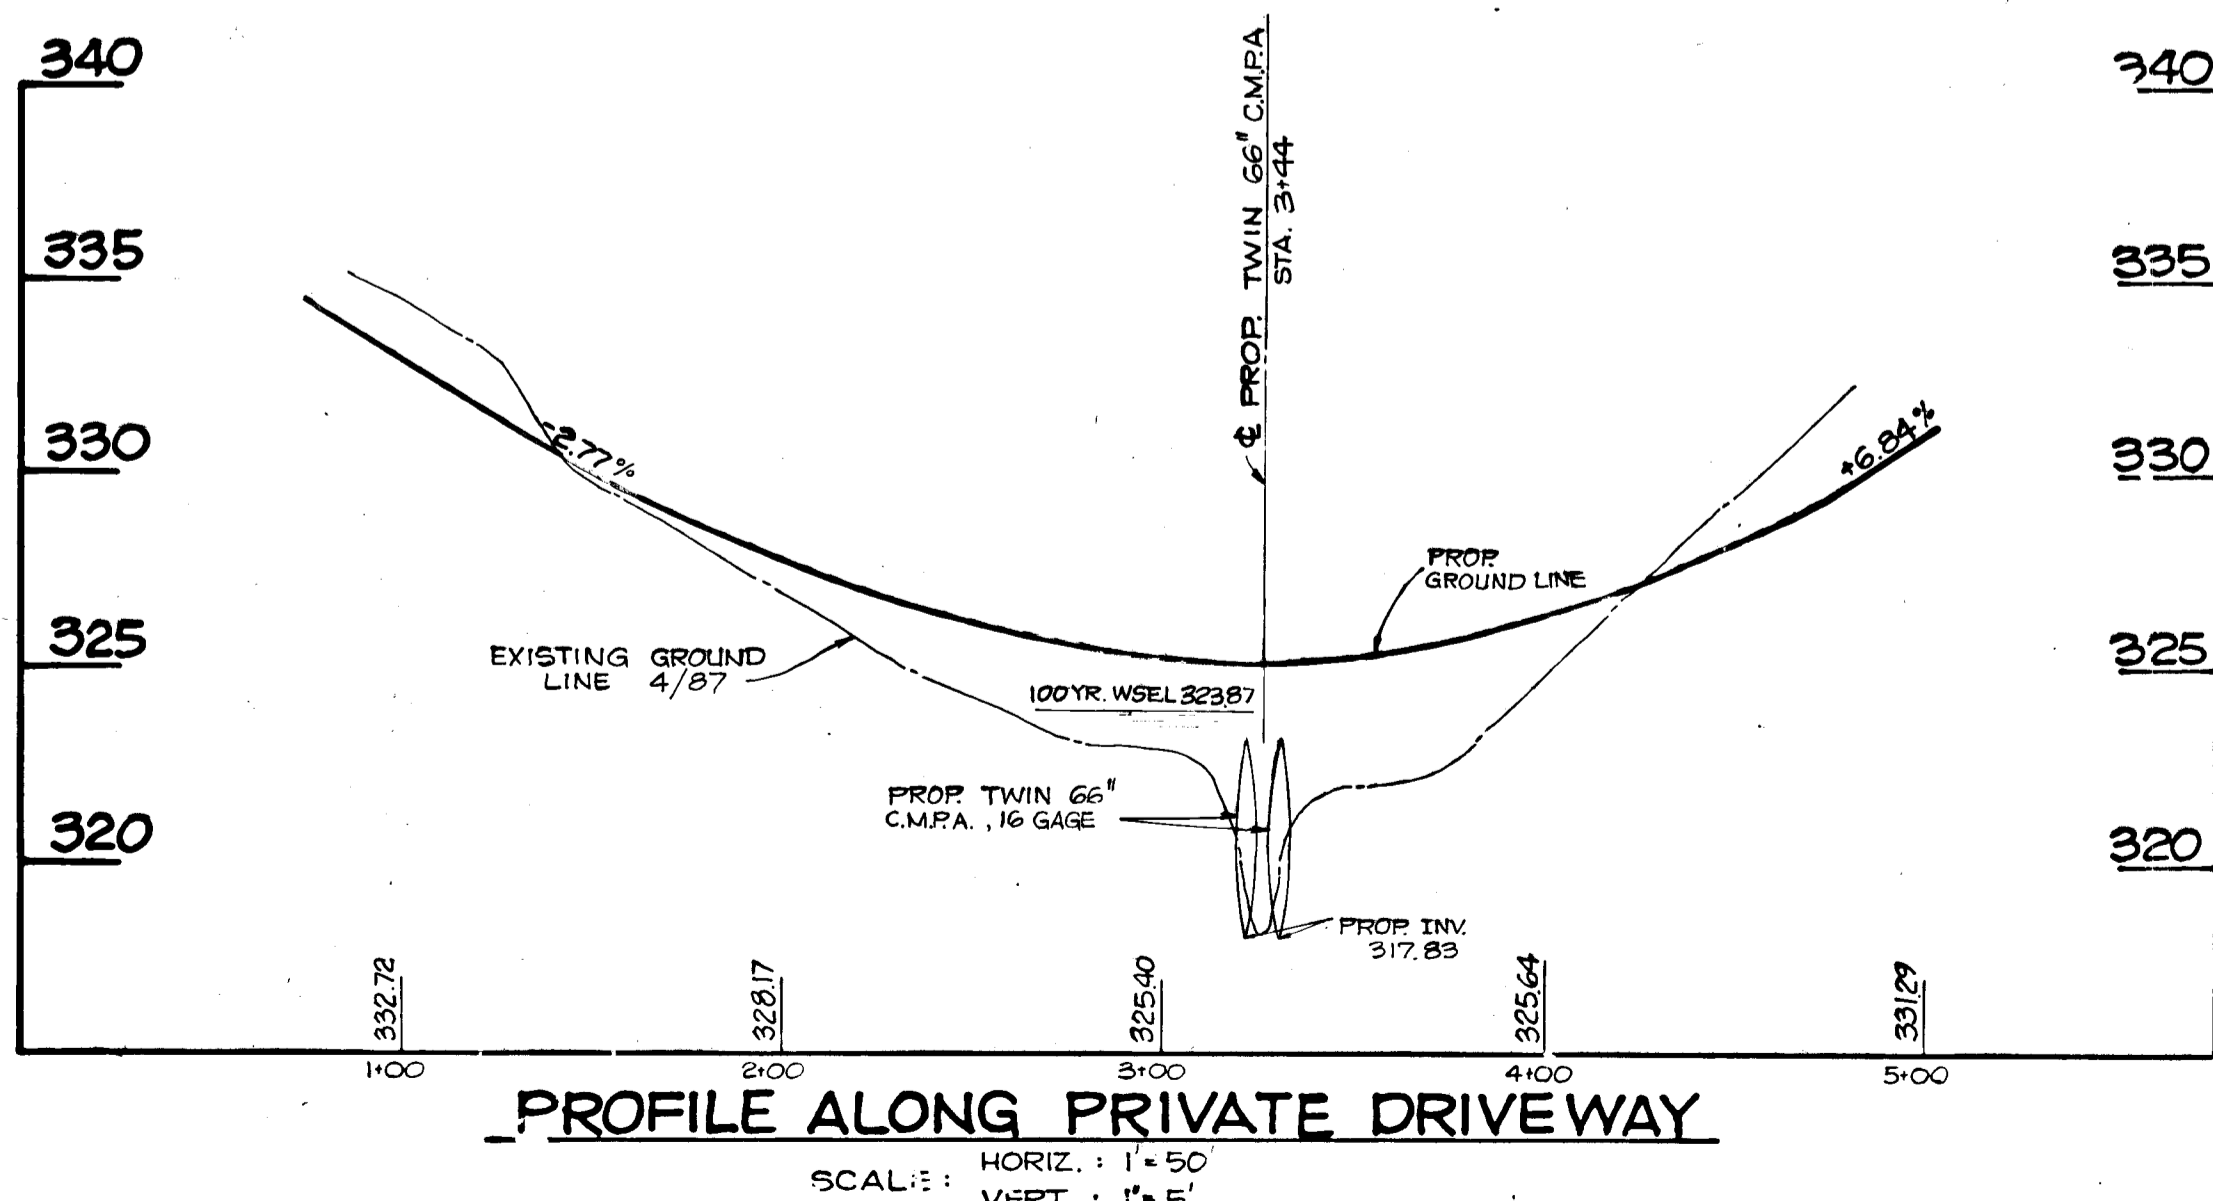 340
340
335
335
330
330
325
325
320
320
℄ PROP. TWIN 66" C.M.P.A
STA. 3+44
-2.77%
+6.84%
PROP.
GROUND LINE
EXISTING GROUND
LINE 4/87
100 YR. WSEL 323.87
PROP. TWIN 66"
C.M.P.A., 16 GAGE
PROP. INV.
317.83
332.72
328.17
325.40
325.64
331.29
1+00
2+00
3+00
4+00
5+00
PROFILE ALONG PRIVATE DRIVEWAY
SCALE:
HORIZ. : 1"=50'
VERT. : 1"=5'